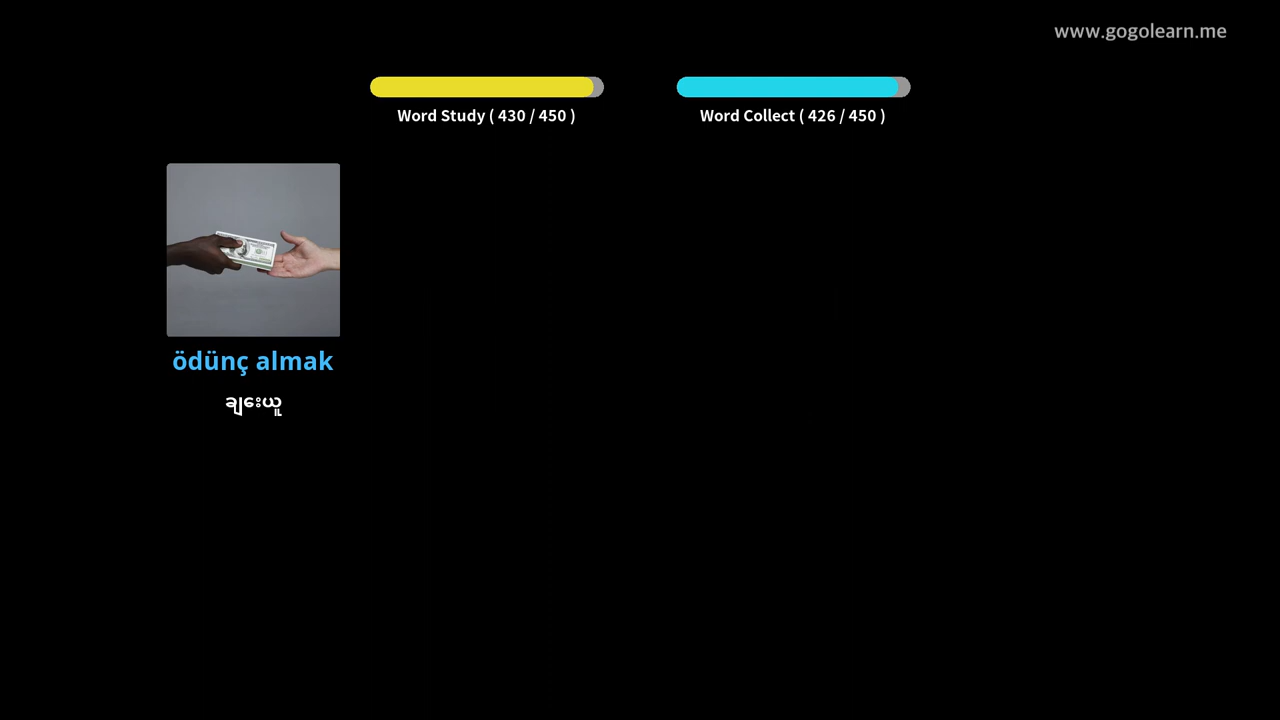 www.gogolearn.me
Word Study ( 430 / 450 )
Word Collect ( 426 / 450 )
ödünç almak
ချေးယူ